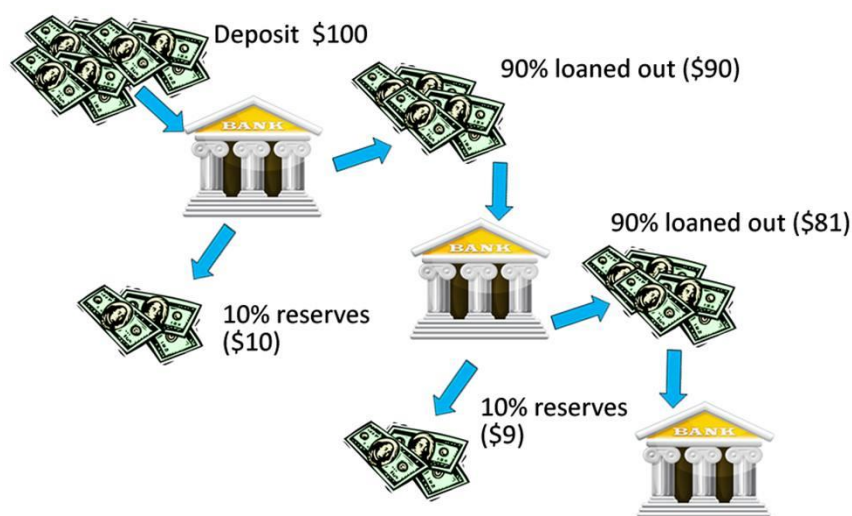 Deposit $100
90% loaned out ($90)
BANK
90% loaned out ($81)
BANK
10% reserves
($10)
10% reserves
($9)
BANK